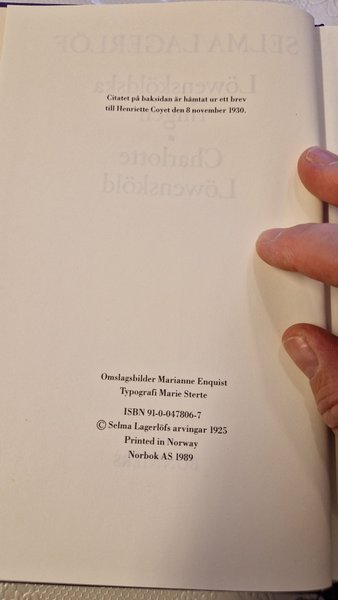 Citatet på baksidan är hämtat ur ett brev
till Henriette Coyet den 8 november 1930.
Omslagsbilder Marianne Enquist
Typografi Marie Sterte
ISBN 91-0-047806-7
© Selma Lagerlöfs arvingar 1925
Printed in Norway
Norbok AS 1989